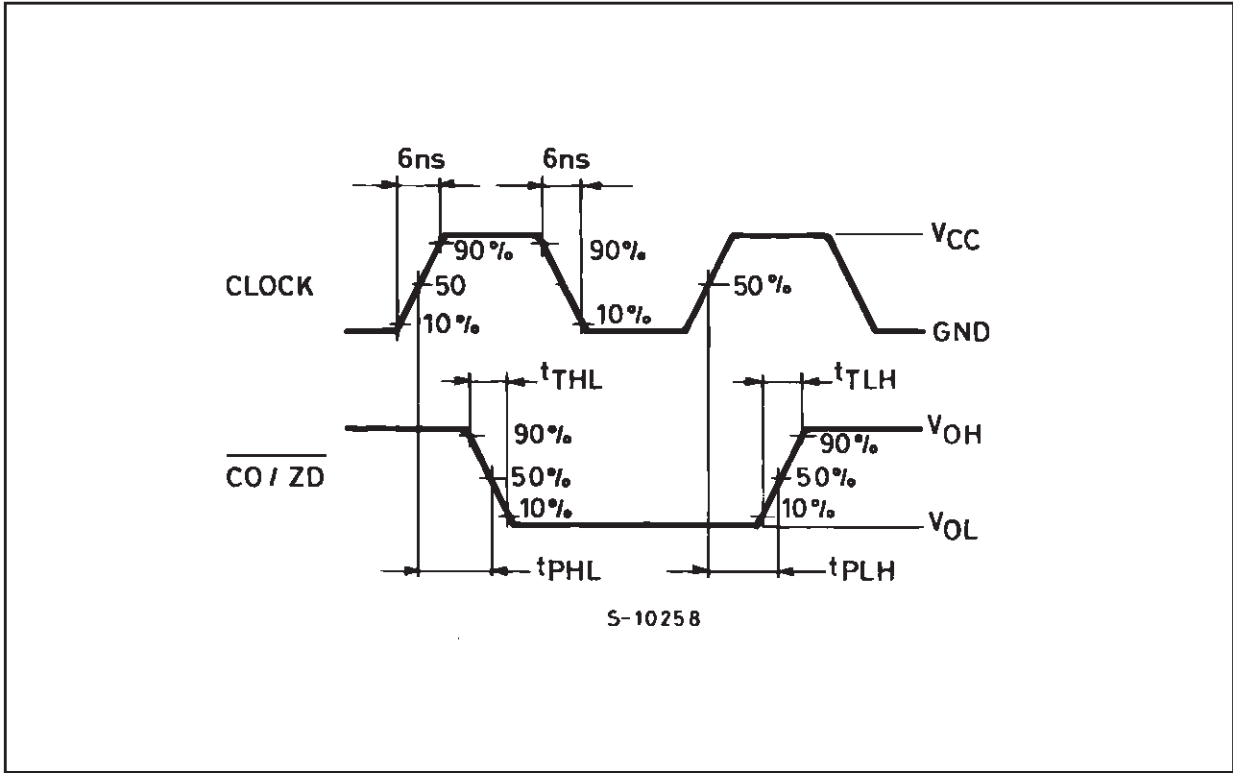 6ns 6ns
90% 90% VCC
CLOCK 50 50%
10% 10% GND
tTHL tTLH
90% 90% VOH
CO / ZD 50% 50%
10% 10% VOL
tPHL tPLH
S-10258